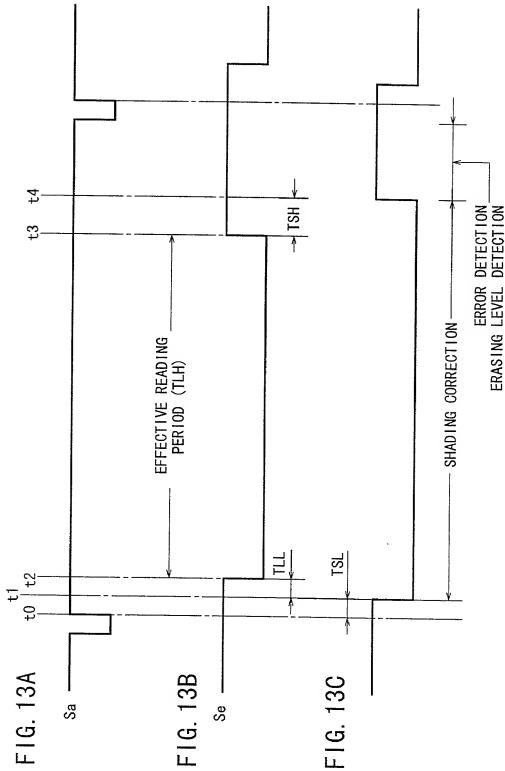 FIG. 13A
Sa
t0
t1
t2
t3
t4
FIG. 13B
Se
EFFECTIVE READING
PERIOD (TLH)
TLL
TSH
FIG. 13C
TSL
SHADING CORRECTION
ERROR DETECTION
ERASING LEVEL DETECTION